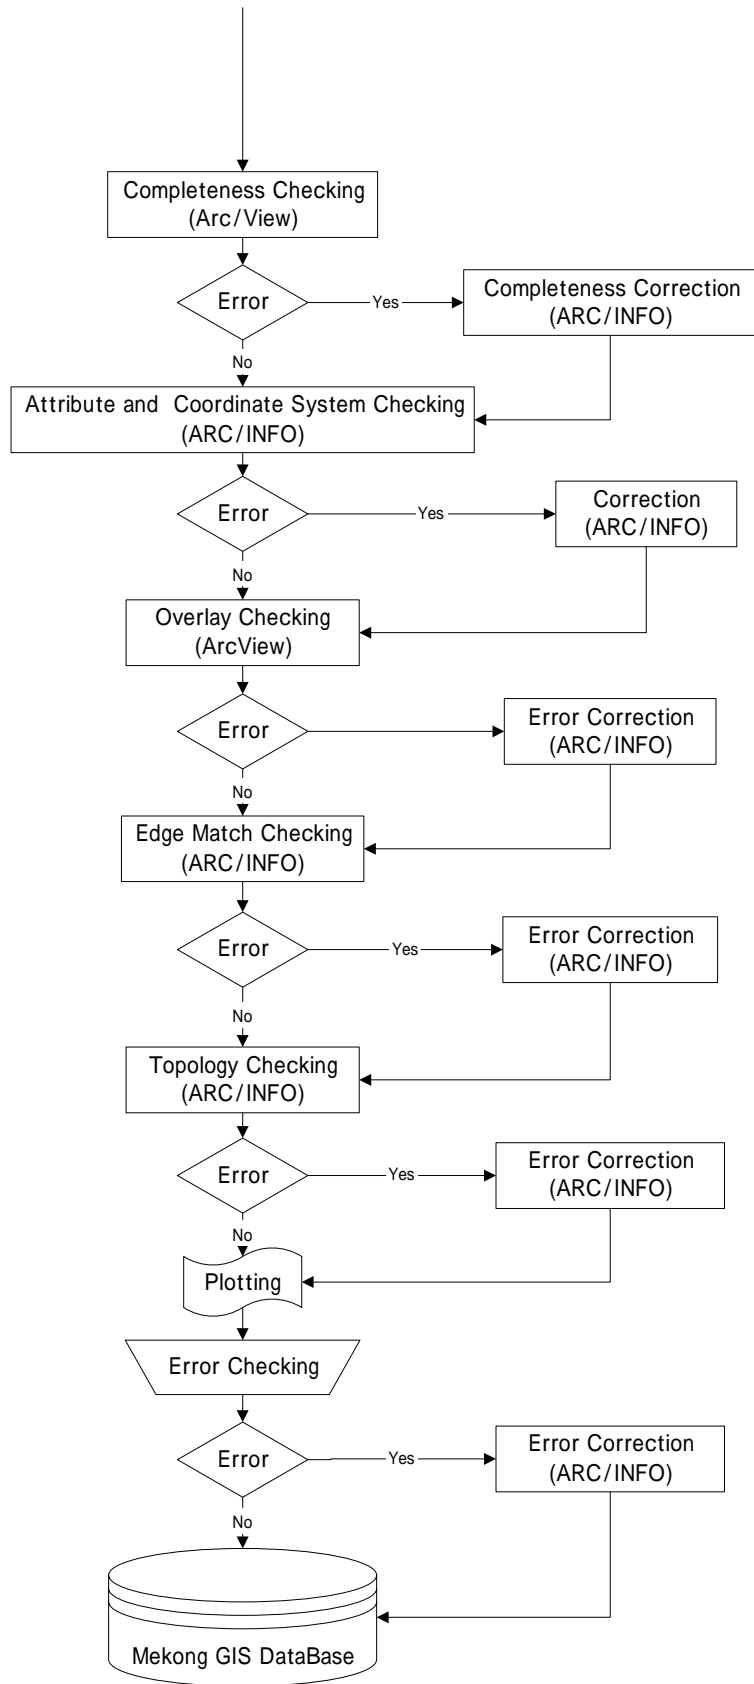 Completeness Checking
(Arc/View)
Error
Yes
Completeness Correction
(ARC/INFO)
No
Attribute and Coordinate System Checking
(ARC/INFO)
Error
Yes
Correction
(ARC/INFO)
No
Overlay Checking
(ArcView)
Error
Error Correction
(ARC/INFO)
No
Edge Match Checking
(ARC/INFO)
Error
Yes
Error Correction
(ARC/INFO)
No
Topology Checking
(ARC/INFO)
Error
Yes
Error Correction
(ARC/INFO)
No
Plotting
Error Checking
Error
Yes
Error Correction
(ARC/INFO)
No
Mekong GIS DataBase